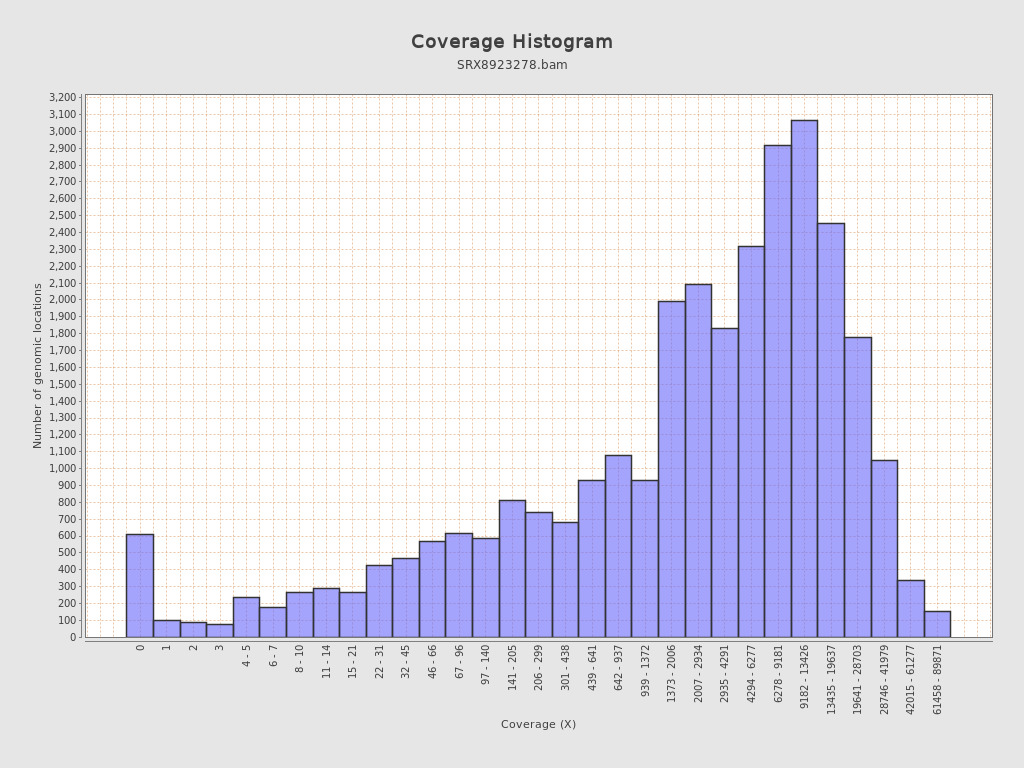 Coverage Histogram
SRX8923278.bam
3,200
3,100
3,000
2,900
2,800
2,700
2,600
2,500
2,400
2,300
2,200
2,100
2,000
1,900
1,800
1,700
1,600
1,500
1,400
1,300
1,200
1,100
1,000
900
800
700
600
500
400
300
200
100
0
Number of genomic locations
0
1
2
3
4 - 5
6 - 7
8 - 10
11 - 14
15 - 21
22 - 31
32 - 45
46 - 66
67 - 96
97 - 140
141 - 205
206 - 299
301 - 438
439 - 641
642 - 937
939 - 1372
1373 - 2006
2007 - 2934
2935 - 4291
4294 - 6277
6278 - 9181
9182 - 13426
13435 - 19637
19641 - 28703
28746 - 41979
42015 - 61277
61458 - 89871
Coverage (X)